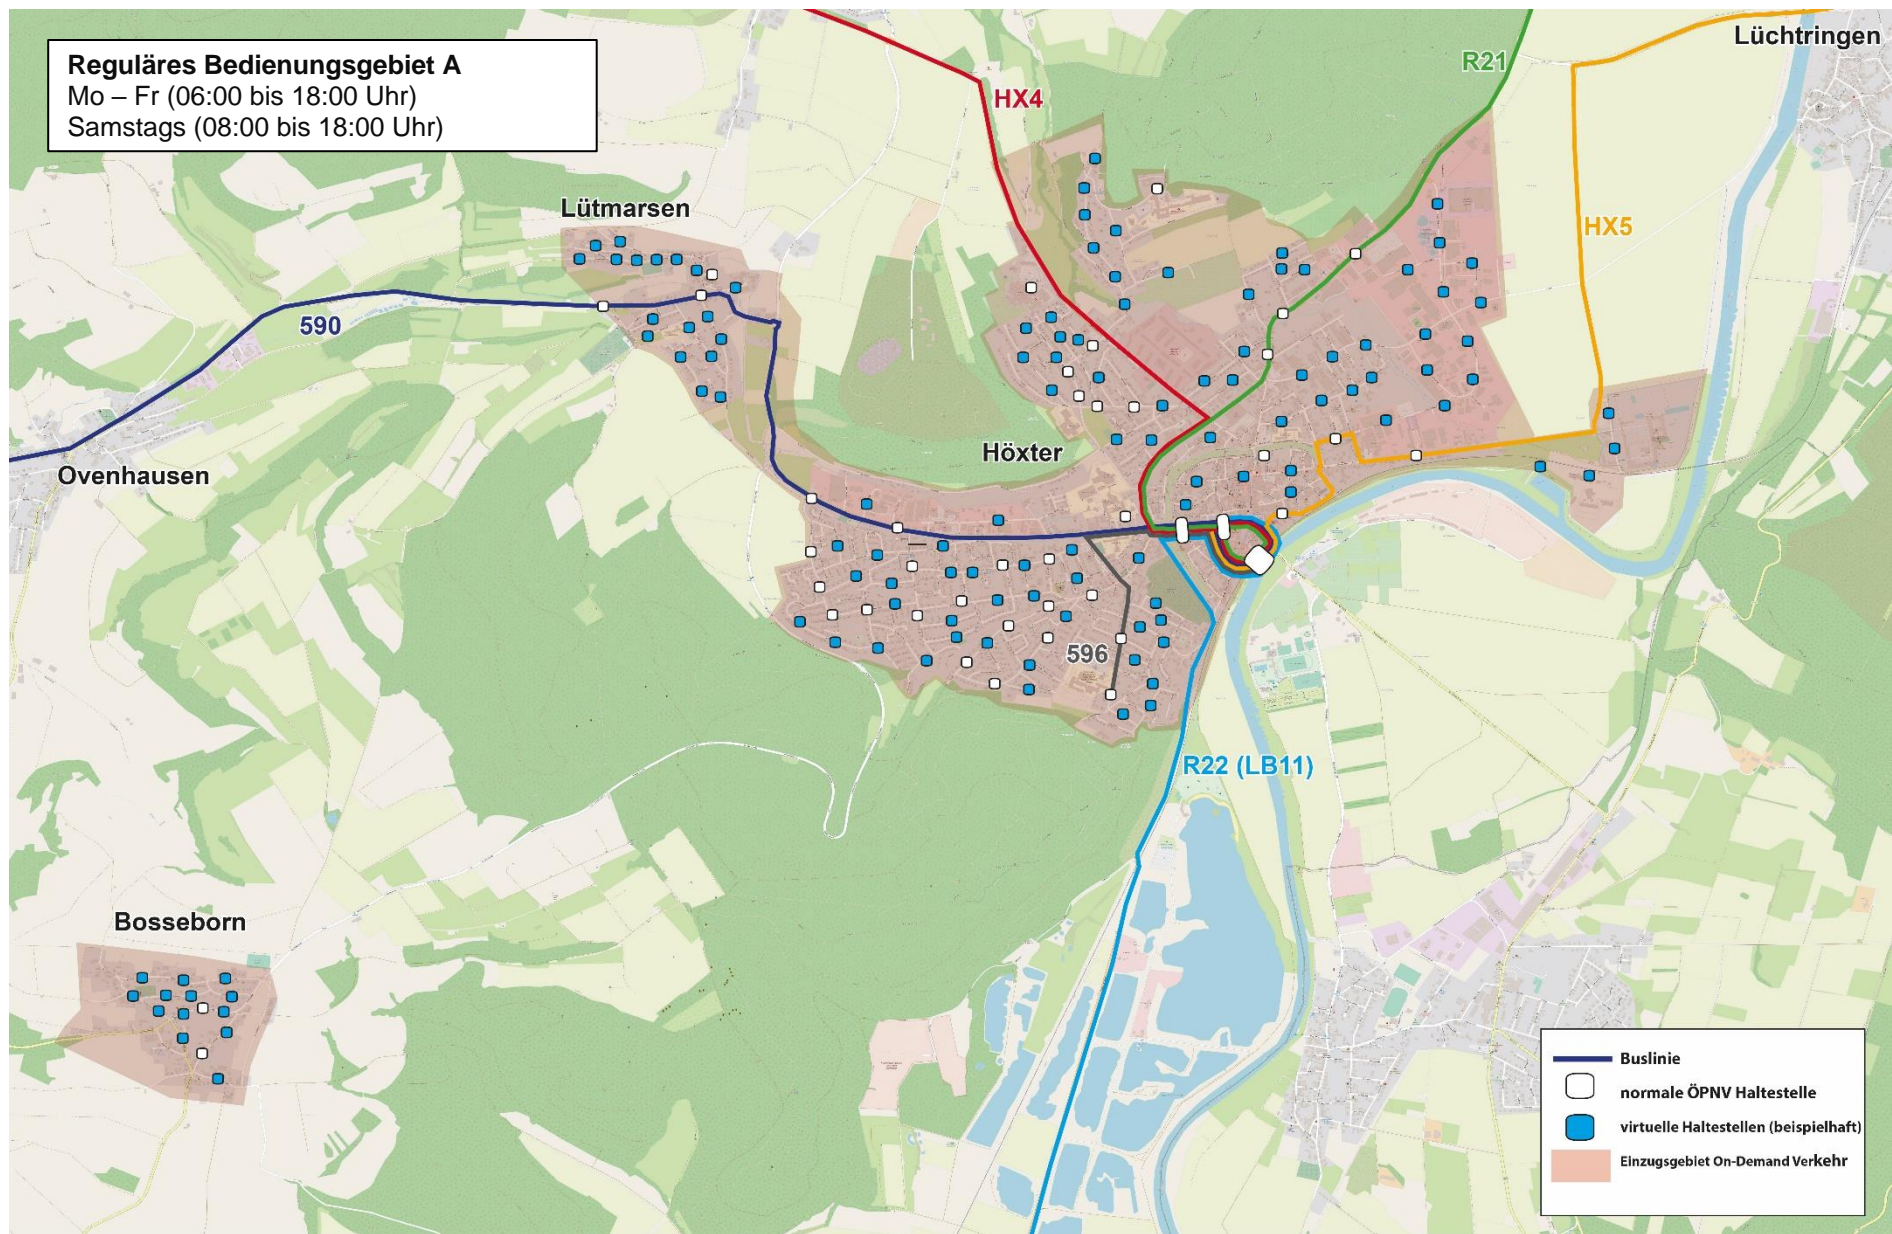 Reguläres Bedienungsgebiet A
Mo – Fr (06:00 bis 18:00 Uhr)
Samstags (08:00 bis 18:00 Uhr)
Lüchtringen
R21
HX4
Lütmarsen
HX5
590
Höxter
Ovenhausen
596
R22 (LB11)
Bosseborn
Buslinie
normale ÖPNV Haltestelle
virtuelle Haltestellen (beispielhaft)
Einzugsgebiet On-Demand Verkehr